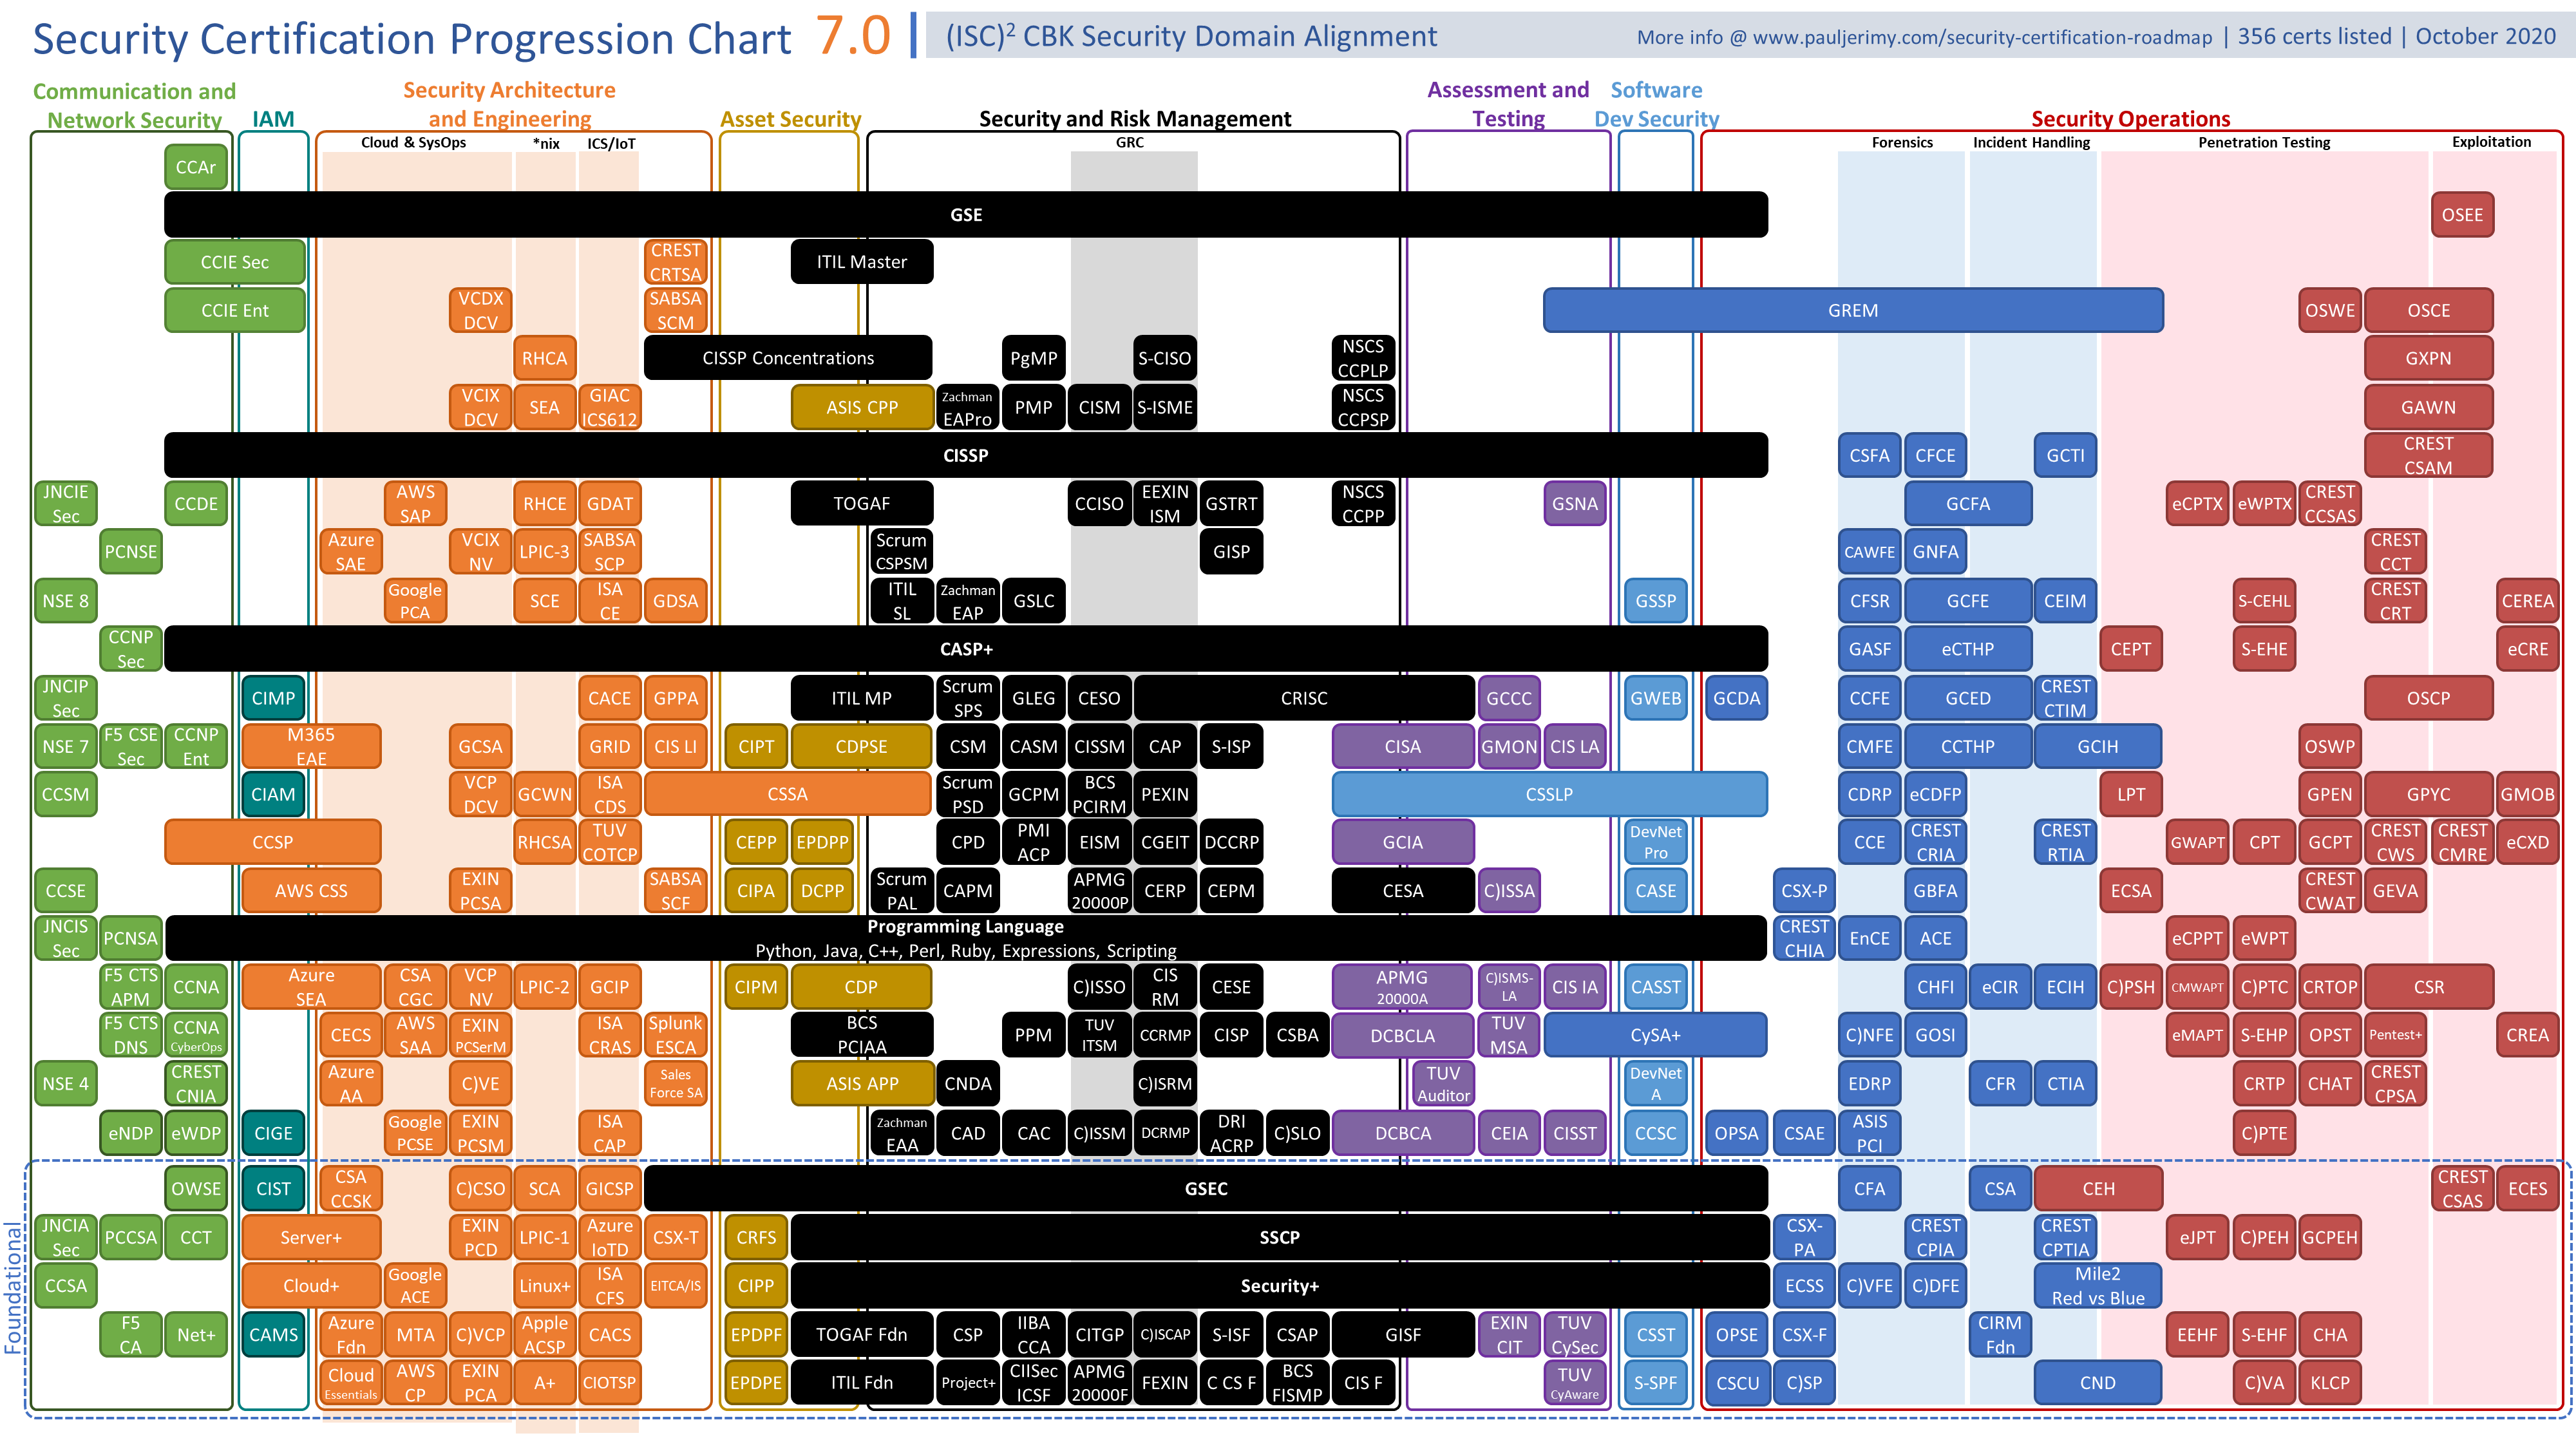 Security Certification Progression Chart 7.0
(ISC)² CBK Security Domain Alignment
More info @ www.pauljerimy.com/security-certification-roadmap | 356 certs listed | October 2020
Communication and
Network Security
IAM
Security Architecture
and Engineering
Asset Security
Security and Risk Management
Assessment and
Testing
Software
Dev Security
Security Operations
Cloud & SysOps
*nix
ICS/IoT
GRC
Forensics
Incident Handling
Penetration Testing
Exploitation
CCAr
GSE
OSEE
CCIE Sec
CREST
CRTSA
ITIL Master
CCIE Ent
VCDX
DCV
SABSA
SCM
GREM
OSWE
OSCE
RHCA
CISSP Concentrations
PgMP
S-CISO
NSCS
CCPLP
GXPN
VCIX
DCV
SEA
GIAC
ICS612
ASIS CPP
Zachman
EAPro
PMP
CISM
S-ISME
NSCS
CCPSP
GAWN
CISSP
CSFA
CFCE
GCTI
CREST
CSAM
JNCIE
Sec
CCDE
AWS
SAP
RHCE
GDAT
TOGAF
CCISO
EEXIN
ISM
GSTRT
NSCS
CCPP
GSNA
GCFA
eCPTX
eWPTX
CREST
CCSAS
PCNSE
Azure
SAE
VCIX
NV
LPIC-3
SABSA
SCP
Scrum
CSPSM
GISP
CAWFE
GNFA
CREST
CCT
NSE 8
Google
PCA
SCE
ISA
CE
GDSA
ITIL
SL
Zachman
EAP
GSLC
GSSP
CFSR
GCFE
CEIM
S-CEHL
CREST
CRT
CEREA
CCNP
Sec
CASP+
GASF
eCTHP
CEPT
S-EHE
eCRE
JNCIP
Sec
CIMP
CACE
GPPA
ITIL MP
Scrum
SPS
GLEG
CESO
CRISC
GCCC
GWEB
GCDA
CCFE
GCED
CREST
CTIM
OSCP
NSE 7
F5 CSE
Sec
CCNP
Ent
M365
EAE
GCSA
GRID
CIS LI
CIPT
CDPSE
CSM
CASM
CISSM
CAP
S-ISP
CISA
GMON
CIS LA
CMFE
CCTHP
GCIH
OSWP
CCSM
CIAM
VCP
DCV
GCWN
ISA
CDS
CSSA
Scrum
PSD
GCPM
BCS
PCIRM
PEXIN
CSSLP
CDRP
eCDFP
LPT
GPEN
GPYC
GMOB
CCSP
RHCSA
TUV
COTCP
CEPP
EPDPP
CPD
PMI
ACP
EISM
CGEIT
DCCRP
GCIA
DevNet
Pro
CCE
CREST
CRIA
CREST
RTIA
GWAPT
CPT
GCPT
CREST
CWS
CREST
CMRE
eCXD
CCSE
AWS CSS
EXIN
PCSA
SABSA
SCF
CIPA
DCPP
Scrum
PAL
CAPM
APMG
20000P
CERP
CEPM
CESA
C)ISSA
CASE
CSX-P
GBFA
ECSA
CREST
CWAT
GEVA
JNCIS
Sec
PCNSA
Programming Language
Python, Java, C++, Perl, Ruby, Expressions, Scripting
CREST
CHIA
EnCE
ACE
eCPPT
eWPT
F5 CTS
APM
CCNA
Azure
SEA
CSA
CGC
VCP
NV
LPIC-2
GCIP
CIPM
CDP
C)ISSO
CIS
RM
CESE
APMG
20000A
C)ISMS-
LA
CIS IA
CASST
CHFI
eCIR
ECIH
C)PSH
CMWAPT
C)PTC
CRTOP
CSR
F5 CTS
DNS
CCNA
CyberOps
CECS
AWS
SAA
EXIN
PCSerM
ISA
CRAS
Splunk
ESCA
BCS
PCIAA
PPM
TUV
ITSM
CCRMP
CISP
CSBA
DCBCLA
TUV
MSA
CySA+
C)NFE
GOSI
eMAPT
S-EHP
OPST
Pentest+
CREA
NSE 4
CREST
CNIA
Azure
AA
C)VE
Sales
Force SA
ASIS APP
CNDA
C)ISRM
TUV
Auditor
DevNet
A
EDRP
CFR
CTIA
CRTP
CHAT
CREST
CPSA
eNDP
eWDP
CIGE
Google
PCSE
EXIN
PCSM
ISA
CAP
Zachman
EAA
CAD
CAC
C)ISSM
DCRMP
DRI
ACRP
C)SLO
DCBCA
CEIA
CISST
CCSC
OPSA
CSAE
ASIS
PCI
C)PTE
Foundational
OWSE
CIST
CSA
CCSK
C)CSO
SCA
GICSP
GSEC
CFA
CSA
CEH
CREST
CSAS
ECES
JNCIA
Sec
PCCSA
CCT
Server+
EXIN
PCD
LPIC-1
Azure
IoTD
CSX-T
CRFS
SSCP
CSX-
PA
CREST
CPIA
CREST
CPTIA
eJPT
C)PEH
GCPEH
CCSA
Cloud+
Google
ACE
Linux+
ISA
CFS
EITCA/IS
CIPP
Security+
ECSS
C)VFE
C)DFE
Mile2
Red vs Blue
F5
CA
Net+
CAMS
Azure
Fdn
MTA
C)VCP
Apple
ACSP
CACS
EPDPF
TOGAF Fdn
CSP
IIBA
CCA
CITGP
C)ISCAP
S-ISF
CSAP
GISF
EXIN
CIT
TUV
CySec
CSST
OPSE
CSX-F
CIRM
Fdn
EEHF
S-EHF
CHA
Cloud
Essentials
AWS
CP
EXIN
PCA
A+
CIOTSP
EPDPE
ITIL Fdn
Project+
CIISec
ICSF
APMG
20000F
FEXIN
C CS F
BCS
FISMP
CIS F
TUV
CyAware
S-SPF
CSCU
C)SP
CND
C)VA
KLCP